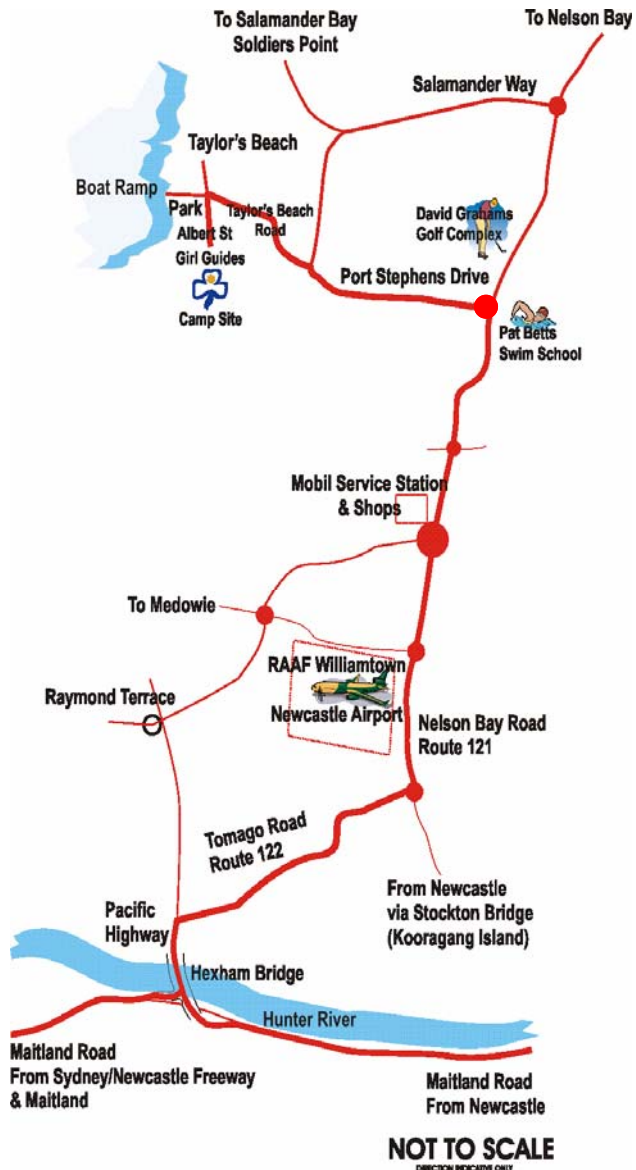 To Salamander Bay
Soldiers Point
To Nelson Bay
Salamander Way
Taylor's Beach
Boat Ramp
Park
Taylor's Beach
Road
Albert St
Girl Guides
Camp Site
David Grahams
Golf Complex
Port Stephens Drive
Pat Betts
Swim School
Mobil Service Station
& Shops
To Medowie
RAAF Williamtown
Newcastle Airport
Raymond Terrace
Nelson Bay Road
Route 121
Tomago Road
Route 122
From Newcastle
via Stockton Bridge
(Kooragang Island)
Pacific
Highway
Hexham Bridge
Hunter River
Maitland Road
From Sydney/Newcastle Freeway
& Maitland
Maitland Road
From Newcastle
NOT TO SCALE
DIRECTION INDICATIVE ONLY